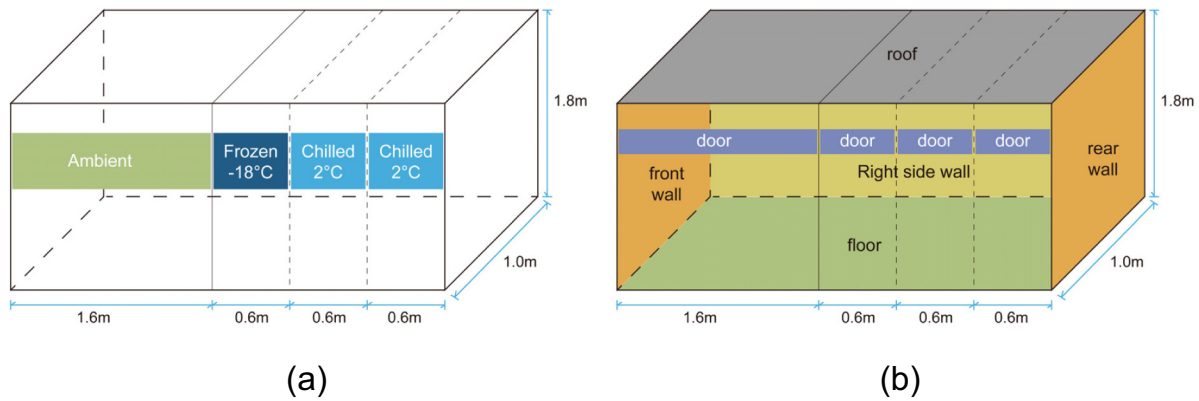 1.8m
Ambient
Frozen
-18°C
Chilled
2°C
Chilled
2°C
1.0m
1.6m
0.6m
0.6m
0.6m
(a)
roof
1.8m
door
door
door
door
front
wall
Right side wall
rear
wall
floor
1.0m
1.6m
0.6m
0.6m
0.6m
(b)